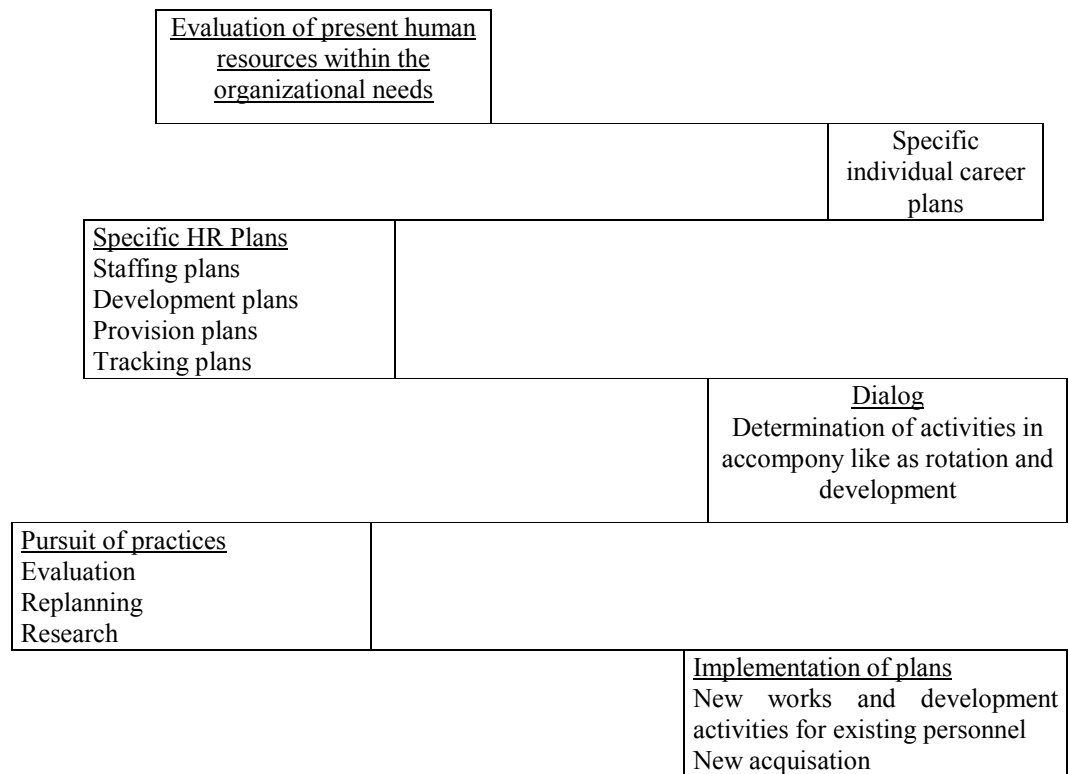 Evaluation of present human
resources within the
organizational needs
Specific
individual career
plans
Specific HR Plans
Staffing plans
Development plans
Provision plans
Tracking plans
Dialog
Determination of activities in
accompony like as rotation and
development
Pursuit of practices
Evaluation
Replanning
Research
Implementation of plans
New works and development
activities for existing personnel
New acquisation